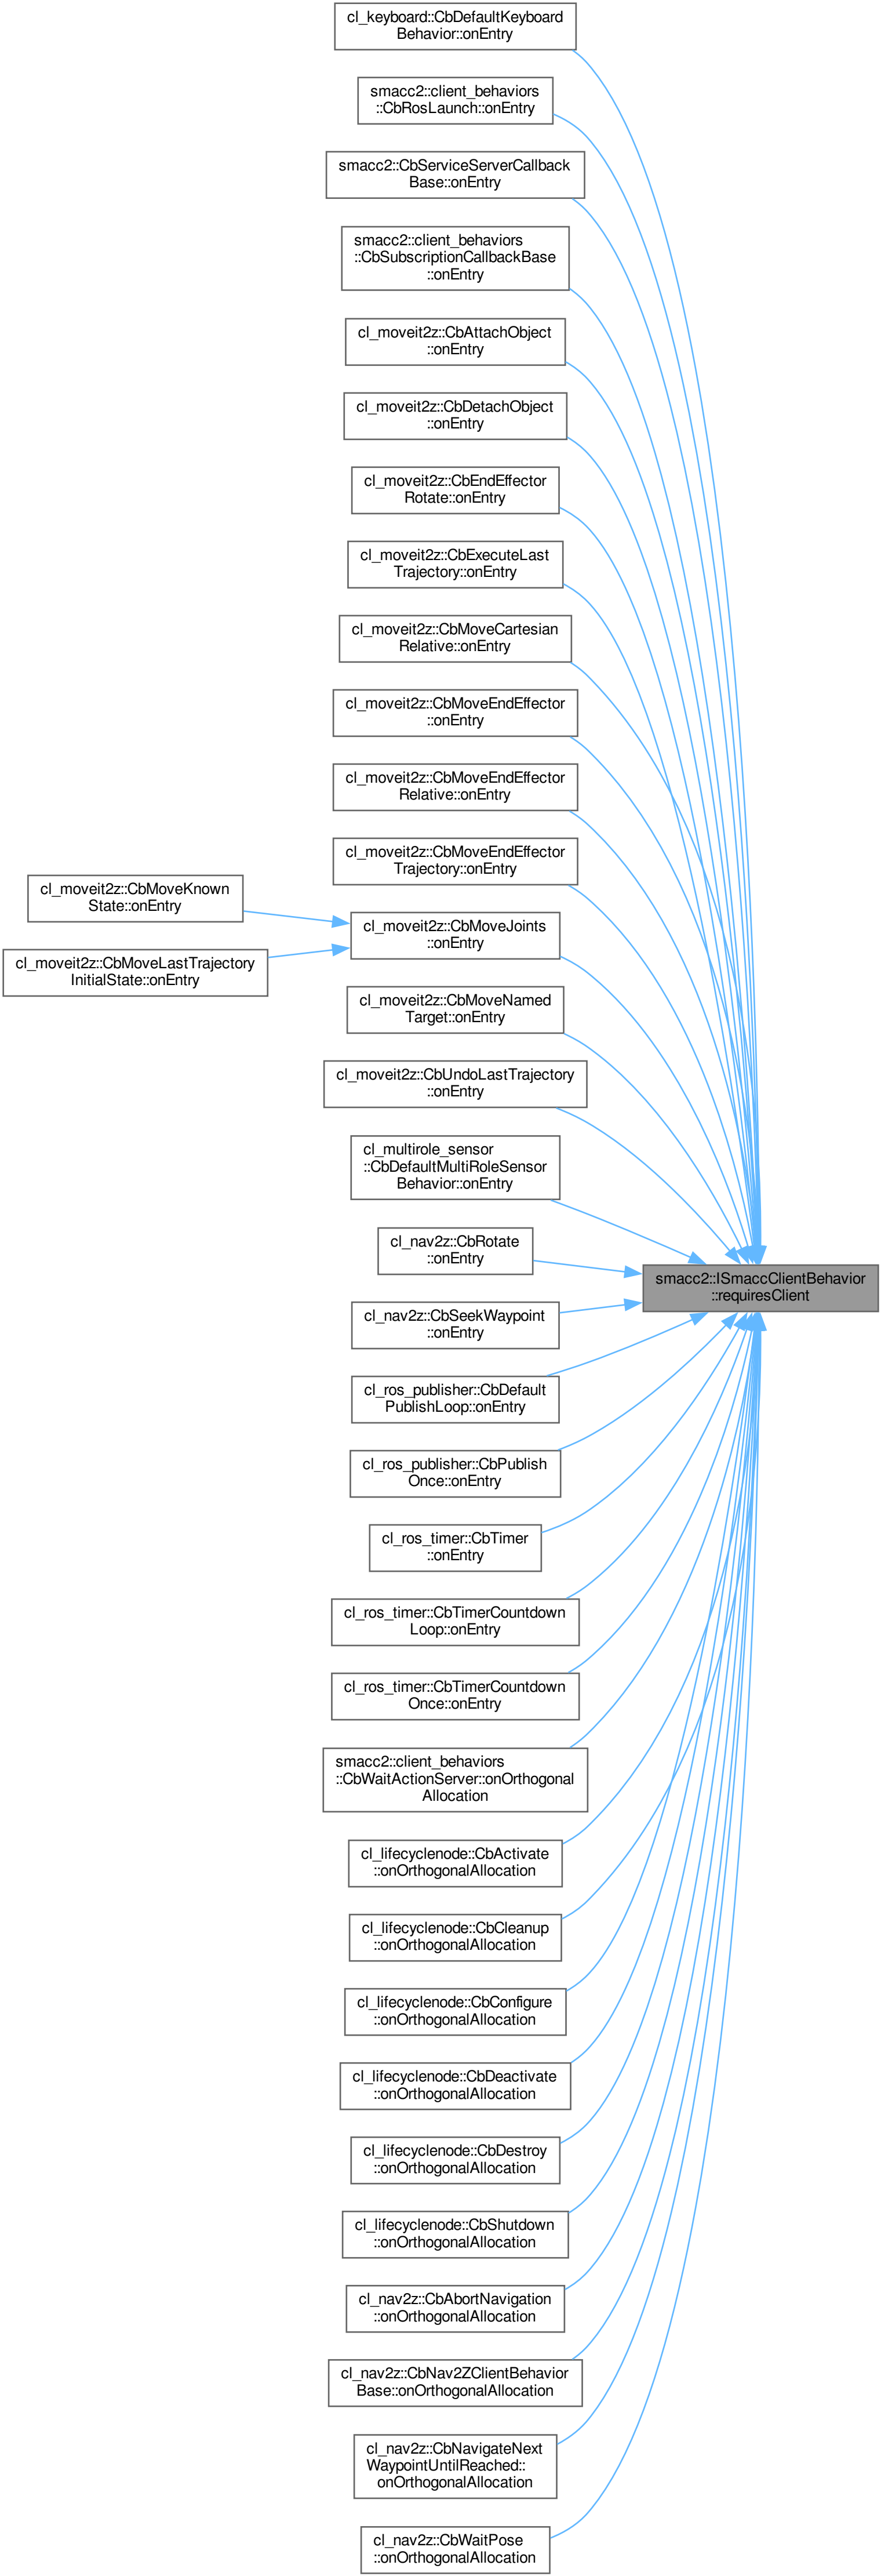 cl_keyboard::CbDefaultKeyboard
Behavior::onEntry
smacc2::client_behaviors
::CbRosLaunch::onEntry
smacc2::CbServiceServerCallback
Base::onEntry
smacc2::client_behaviors
::CbSubscriptionCallbackBase
::onEntry
cl_moveit2z::CbAttachObject
::onEntry
cl_moveit2z::CbDetachObject
::onEntry
cl_moveit2z::CbEndEffector
Rotate::onEntry
cl_moveit2z::CbExecuteLast
Trajectory::onEntry
cl_moveit2z::CbMoveCartesian
Relative::onEntry
cl_moveit2z::CbMoveEndEffector
::onEntry
cl_moveit2z::CbMoveEndEffector
Relative::onEntry
cl_moveit2z::CbMoveEndEffector
Trajectory::onEntry
cl_moveit2z::CbMoveKnown
State::onEntry
cl_moveit2z::CbMoveJoints
::onEntry
cl_moveit2z::CbMoveLastTrajectory
InitialState::onEntry
cl_moveit2z::CbMoveNamed
Target::onEntry
cl_moveit2z::CbUndoLastTrajectory
::onEntry
cl_multirole_sensor
::CbDefaultMultiRoleSensor
Behavior::onEntry
cl_nav2z::CbRotate
::onEntry
smacc2::ISmaccClientBehavior
::requiresClient
cl_nav2z::CbSeekWaypoint
::onEntry
cl_ros_publisher::CbDefault
PublishLoop::onEntry
cl_ros_publisher::CbPublish
Once::onEntry
cl_ros_timer::CbTimer
::onEntry
cl_ros_timer::CbTimerCountdown
Loop::onEntry
cl_ros_timer::CbTimerCountdown
Once::onEntry
smacc2::client_behaviors
::CbWaitActionServer::onOrthogonal
Allocation
cl_lifecyclenode::CbActivate
::onOrthogonalAllocation
cl_lifecyclenode::CbCleanup
::onOrthogonalAllocation
cl_lifecyclenode::CbConfigure
::onOrthogonalAllocation
cl_lifecyclenode::CbDeactivate
::onOrthogonalAllocation
cl_lifecyclenode::CbDestroy
::onOrthogonalAllocation
cl_lifecyclenode::CbShutdown
::onOrthogonalAllocation
cl_nav2z::CbAbortNavigation
::onOrthogonalAllocation
cl_nav2z::CbNav2ZClientBehavior
Base::onOrthogonalAllocation
cl_nav2z::CbNavigateNext
WaypointUntilReached::
onOrthogonalAllocation
cl_nav2z::CbWaitPose
::onOrthogonalAllocation